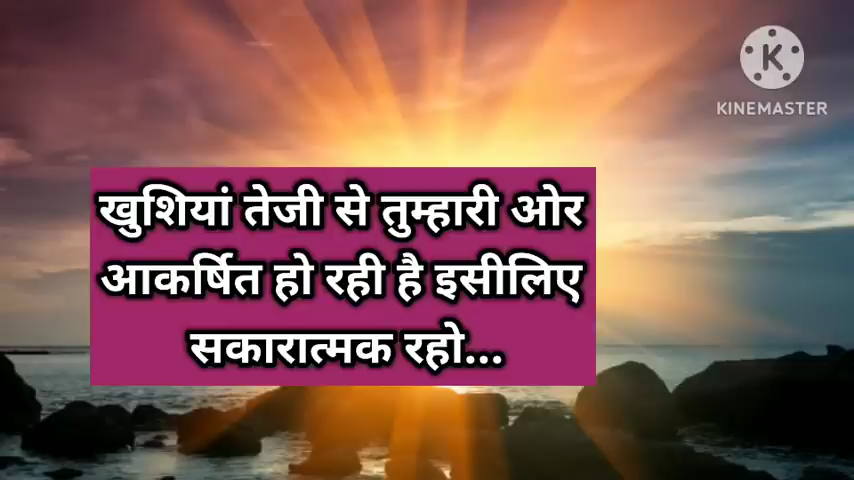 K
KINEMASTER
खुशियां तेजी से तुम्हारी ओर
आकर्षित हो रही है इसीलिए
सकारात्मक रहो...